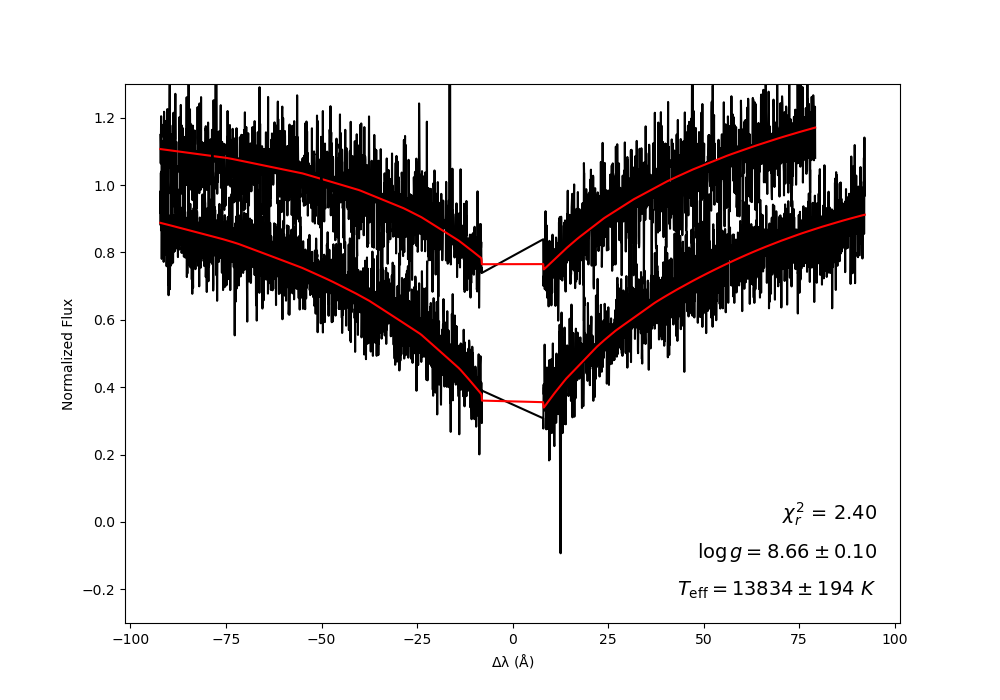 1.2
1.0
0.8
0.6
0.4
0.2
0.0
−0.2
Normalized Flux
χ²ᵣ = 2.40
log g = 8.66 ± 0.10
T_eff = 13834 ± 194 K
−100 −75 −50 −25 0 25 50 75 100
Δλ (Å)